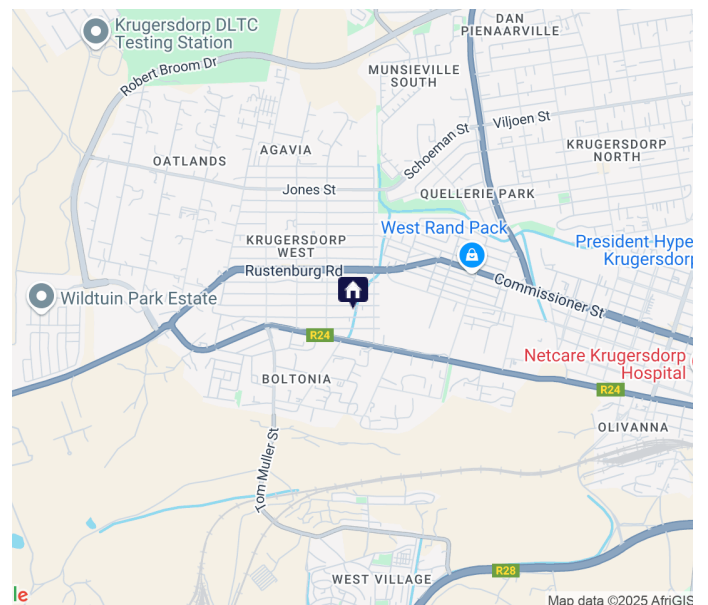 DAN
PIENAARVILLE
Krugersdorp DLTC
Testing Station
Robert Broom Dr
MUNSIEVILLE
SOUTH
Viljoen St
Schoeman St
KRUGERSDORP
NORTH
AGAVIA
OATLANDS
Jones St
QUELLERIE PARK
West Rand Pack
KRUGERSDORP
WEST
President Hype
Krugersdorp
Rustenburg Rd
Commissioner St
Wildtuin Park Estate
R24
Netcare Krugersdorp
Hospital
BOLTONIA
R24
OLIVANNA
Tom Muller St
R28
WEST VILLAGE
le
Map data ©2025 AfriGIS